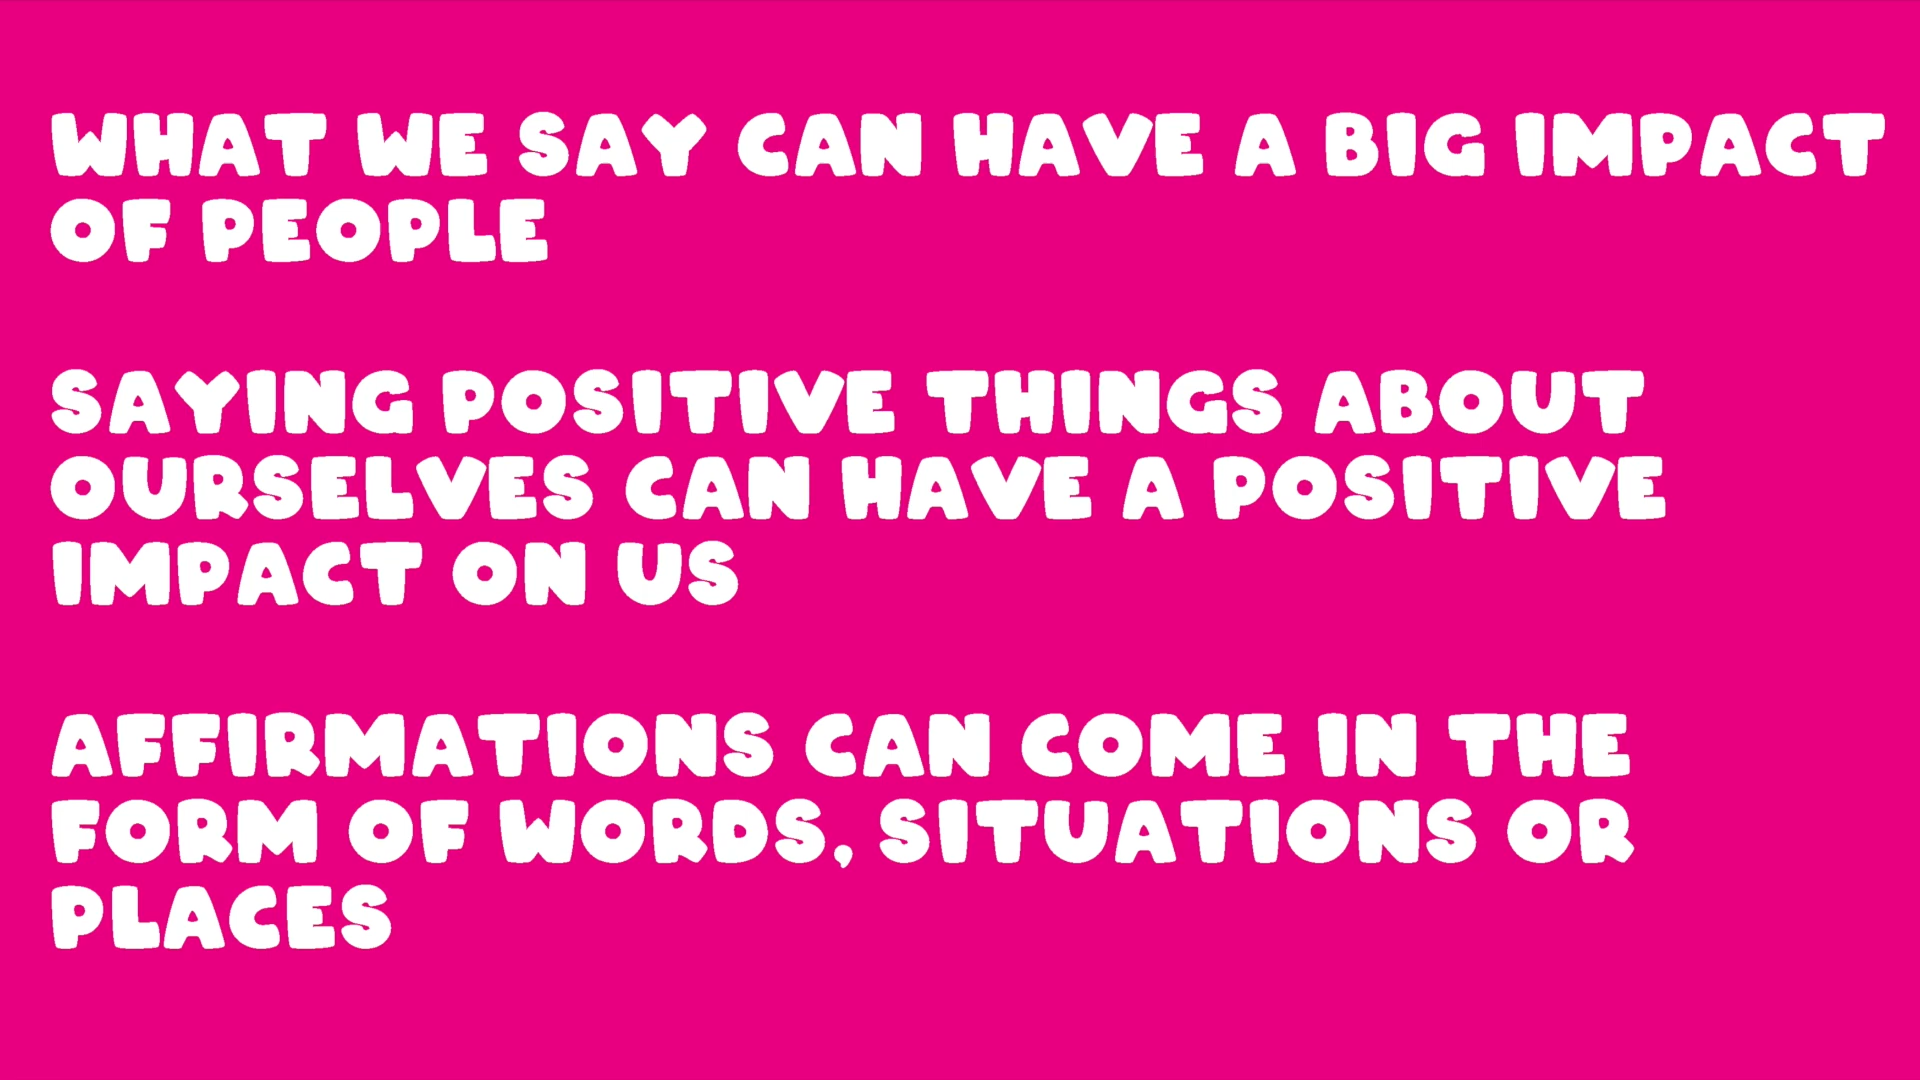 WHAT WE SAY CAN HAVE A BIG IMPACT
OF PEOPLE
SAYING POSITIVE THINGS ABOUT
OURSELVES CAN HAVE A POSITIVE
IMPACT ON US
AFFIRMATIONS CAN COME IN THE
FORM OF WORDS, SITUATIONS OR
PLACES